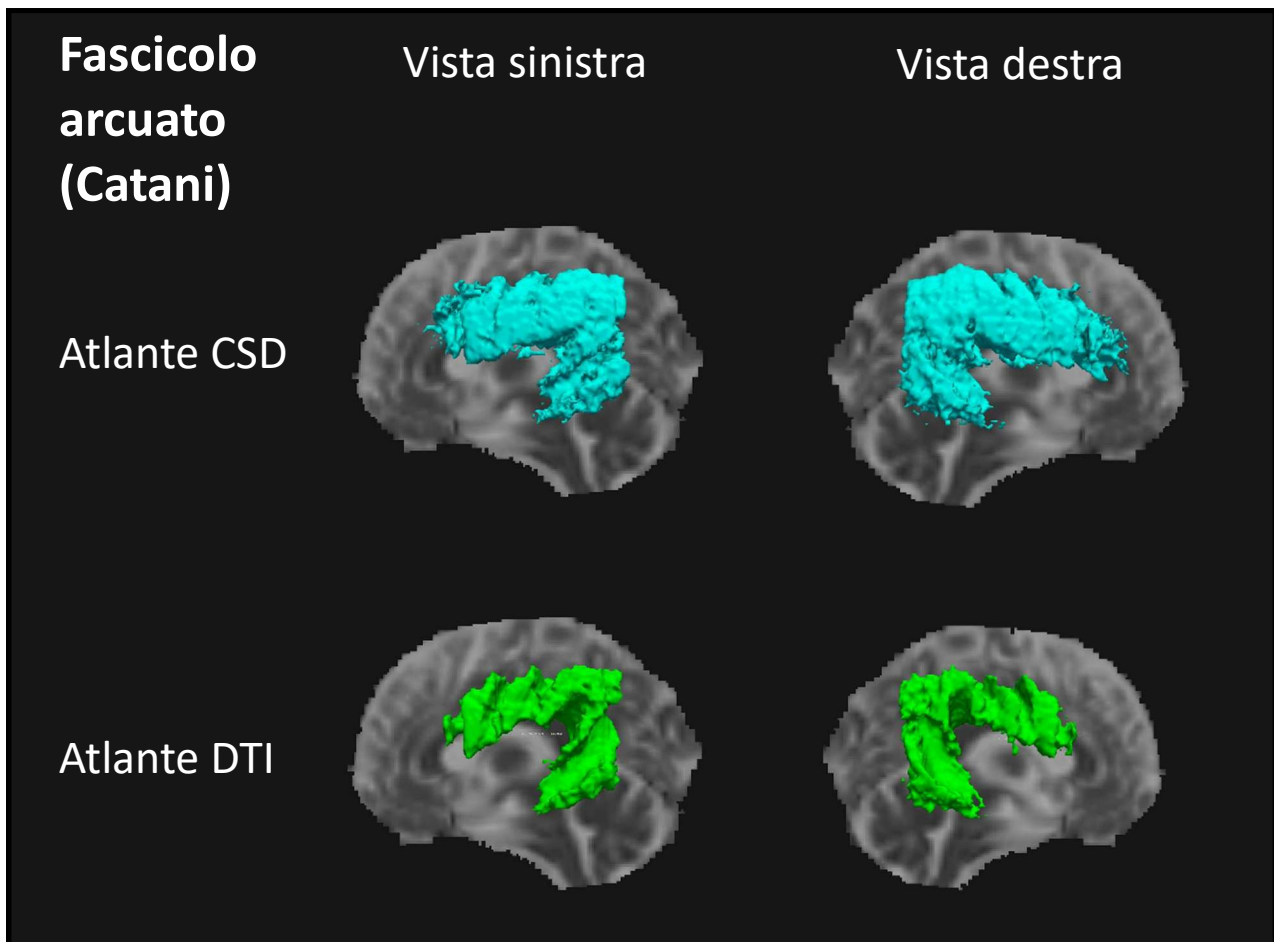 Fascicolo
arcuato
(Catani)
Vista sinistra
Vista destra
Atlante CSD
Atlante DTI